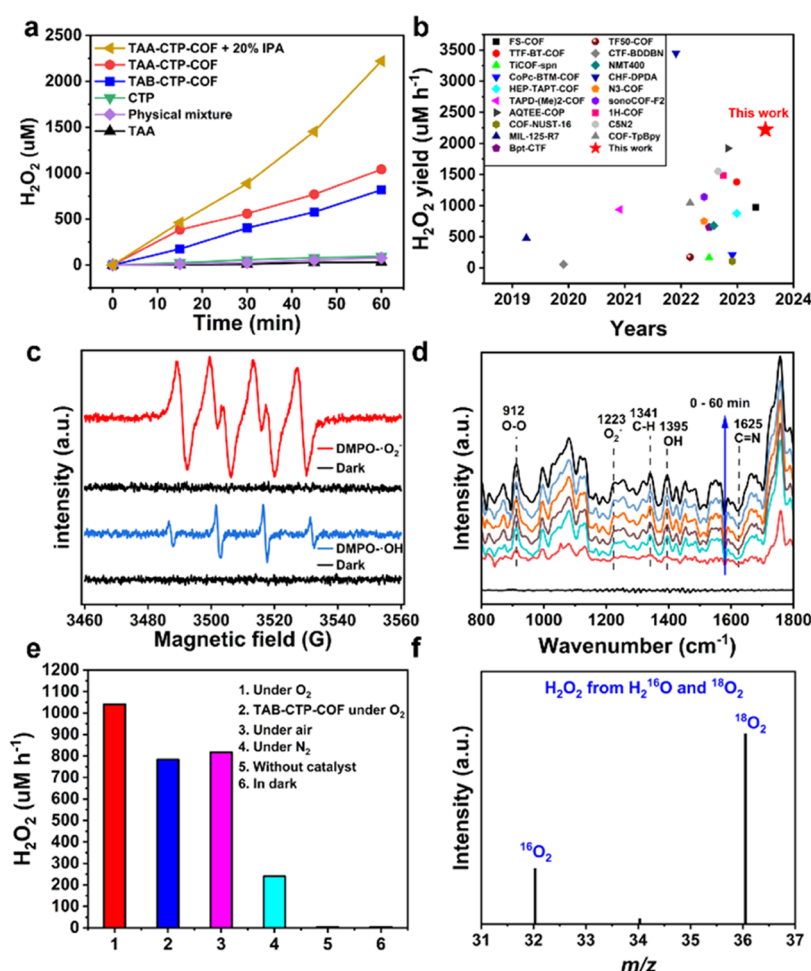 a
H₂O₂ (uM)
2500
2000
1500
1000
500
0
TAA-CTP-COF + 20% IPA
TAA-CTP-COF
TAB-CTP-COF
CTP
Physical mixture
TAA
0 10 20 30 40 50 60
Time (min)
b
H₂O₂ yield (uM h⁻¹)
3500
3000
2500
2000
1500
1000
500
0
FS-COF
TTF-BT-COF
TiCOF-spn
CoPc-BTM-COF
HEP-TAPT-COF
TAPD-(Me)2-COF
AQTEE-COP
COF-NUST-16
MIL-125-R7
Bpt-CTF
TF50-COF
CTF-BDDBN
NMT400
CHF-DPDA
N3-COF
sonoCOF-F2
1H-COF
C5N2
COF-TpBpy
This work
This work
2019 2020 2021 2022 2023 2024
Years
c
intensity (a.u.)
DMPO-·O₂⁻
Dark
DMPO-·OH
Dark
3460 3480 3500 3520 3540 3560
Magnetic field (G)
d
Intensity (a.u.)
912
O-O
1223
O₂⁻
1341
C-H
1395
OH
0 - 60 min
1625
C=N
800 1000 1200 1400 1600 1800
Wavenumber (cm⁻¹)
e
H₂O₂ (uM h⁻¹)
1200
1100
1000
900
800
700
600
500
400
300
200
100
0
1. Under O₂
2. TAB-CTP-COF under O₂
3. Under air
4. Under N₂
5. Without catalyst
6. In dark
1 2 3 4 5 6
f
Intensity (a.u.)
H₂O₂ from H₂¹⁶O and ¹⁸O₂
¹⁸O₂
¹⁶O₂
31 32 33 34 35 36 37
m/z